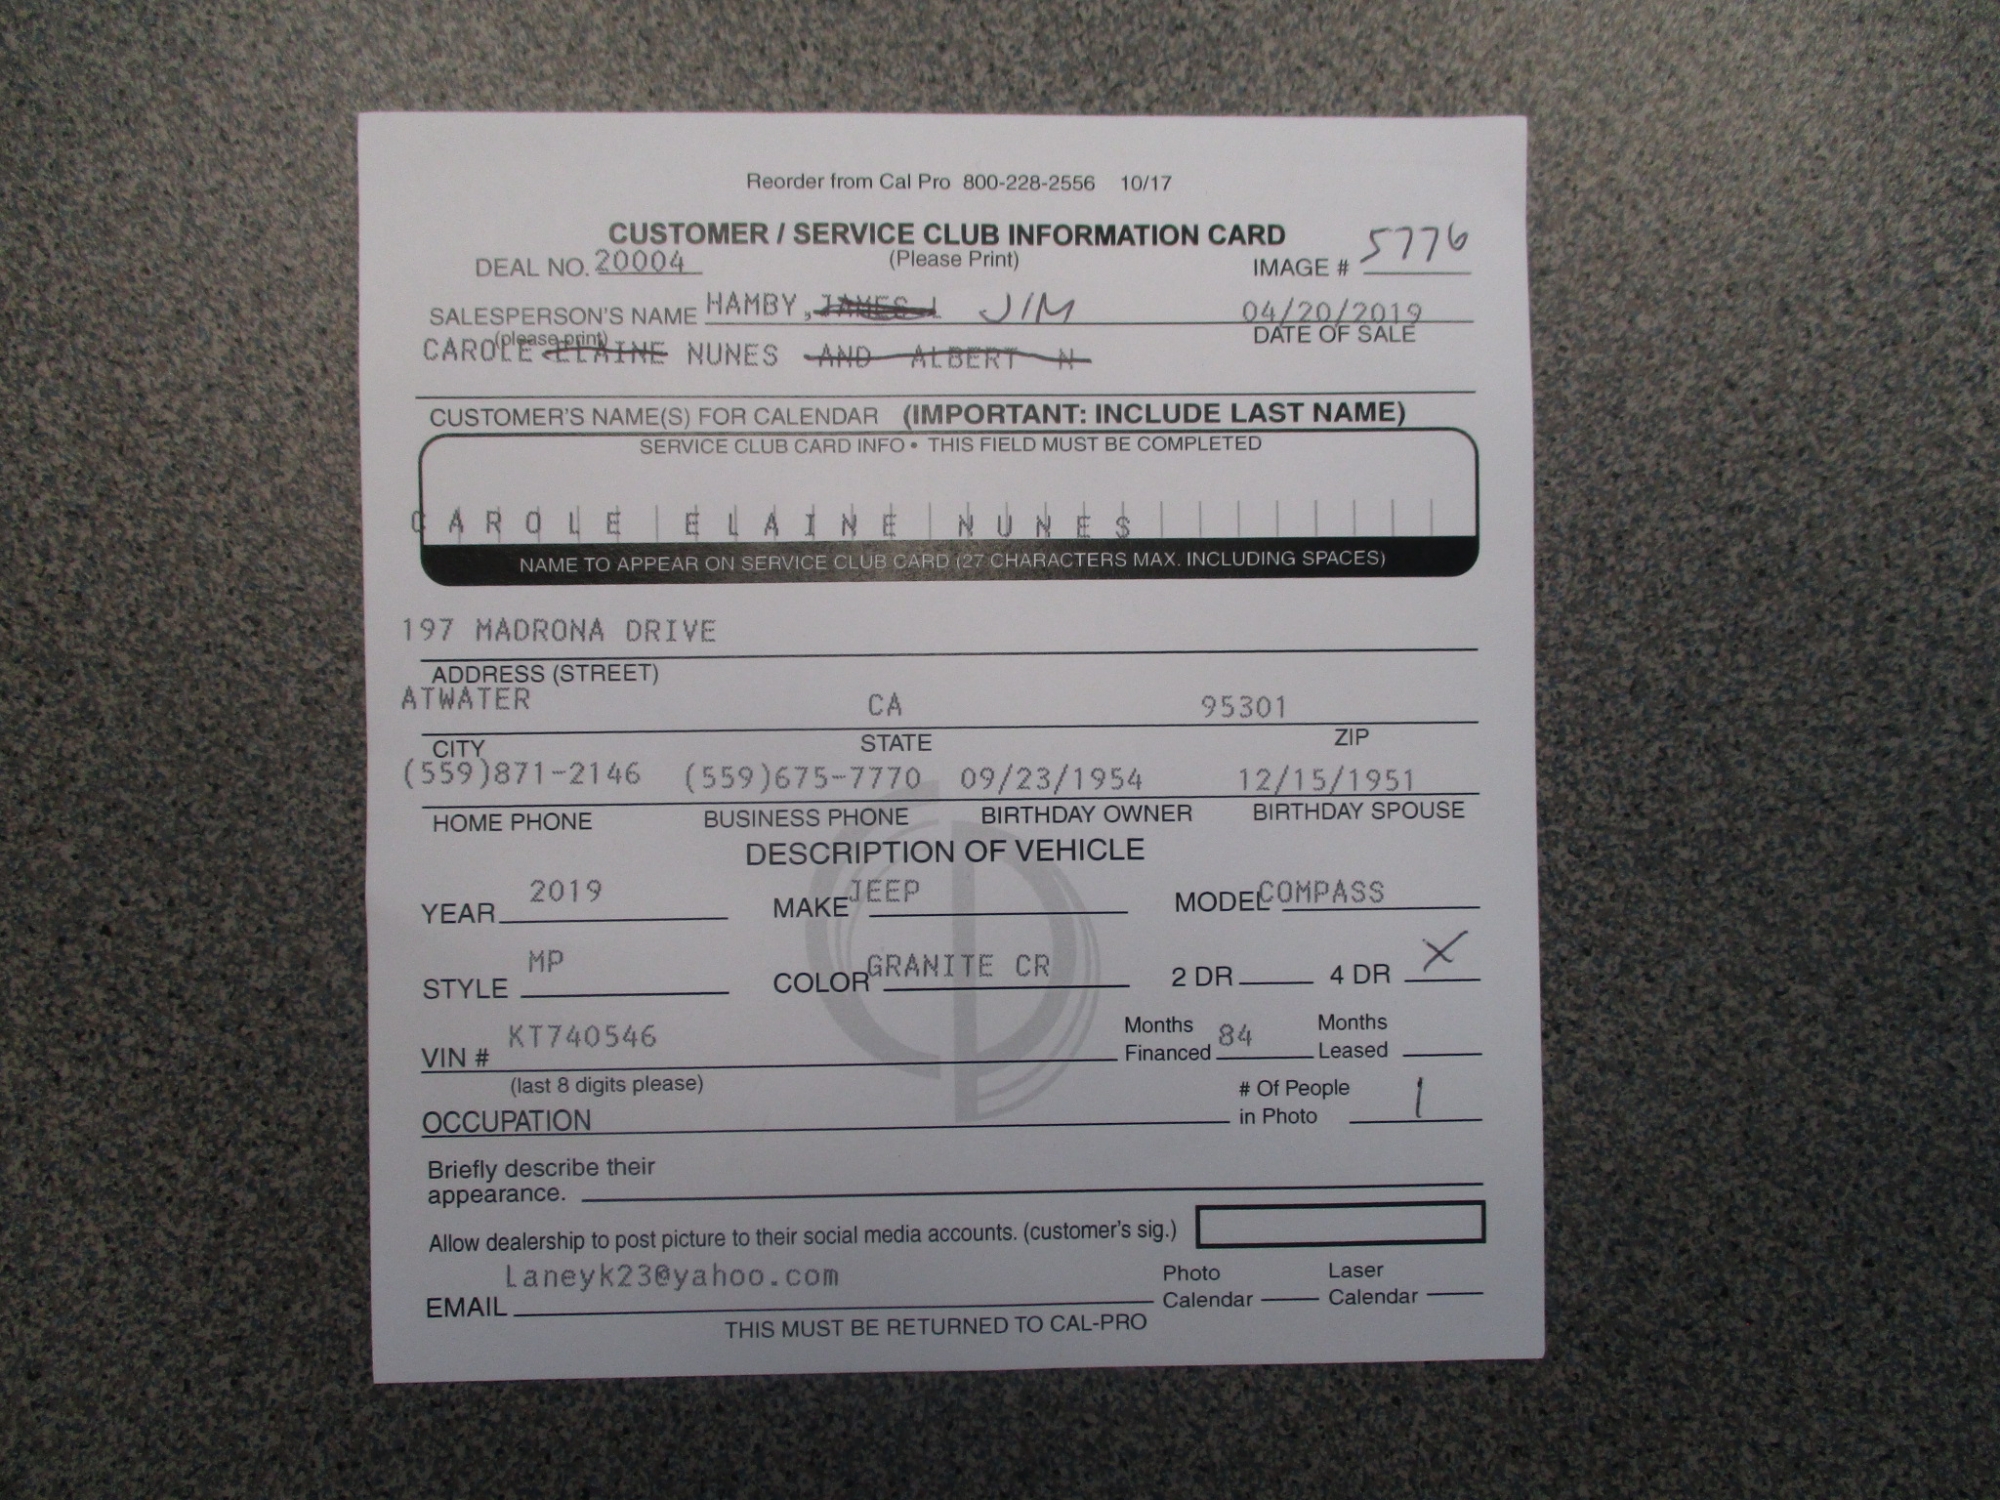 Reorder from Cal Pro 800-228-2556 10/17
CUSTOMER / SERVICE CLUB INFORMATION CARD
DEAL NO. 20004 (Please Print) IMAGE # 5776
SALESPERSON'S NAME HAMBY, JAMES L JIM 04/20/2019
(please print) DATE OF SALE
CAROLE ELAINE NUNES AND ALBERT N
CUSTOMER'S NAME(S) FOR CALENDAR (IMPORTANT: INCLUDE LAST NAME)
SERVICE CLUB CARD INFO • THIS FIELD MUST BE COMPLETED
CAROLE ELAINE NUNES
NAME TO APPEAR ON SERVICE CLUB CARD (27 CHARACTERS MAX. INCLUDING SPACES)
197 MADRONA DRIVE
ADDRESS (STREET)
ATWATER CA 95301
CITY STATE ZIP
(559)871-2146 (559)675-7770 09/23/1954 12/15/1951
HOME PHONE BUSINESS PHONE BIRTHDAY OWNER BIRTHDAY SPOUSE
DESCRIPTION OF VEHICLE
YEAR 2019 MAKE JEEP MODEL COMPASS
STYLE MP COLOR GRANITE CR 2 DR 4 DR X
VIN # KT740546 Months Financed 84 Months Leased
(last 8 digits please)
OCCUPATION # Of People in Photo 1
Briefly describe their
appearance.
Allow dealership to post picture to their social media accounts. (customer's sig.)
EMAIL Laneyk23@yahoo.com Photo Calendar Laser Calendar
THIS MUST BE RETURNED TO CAL-PRO